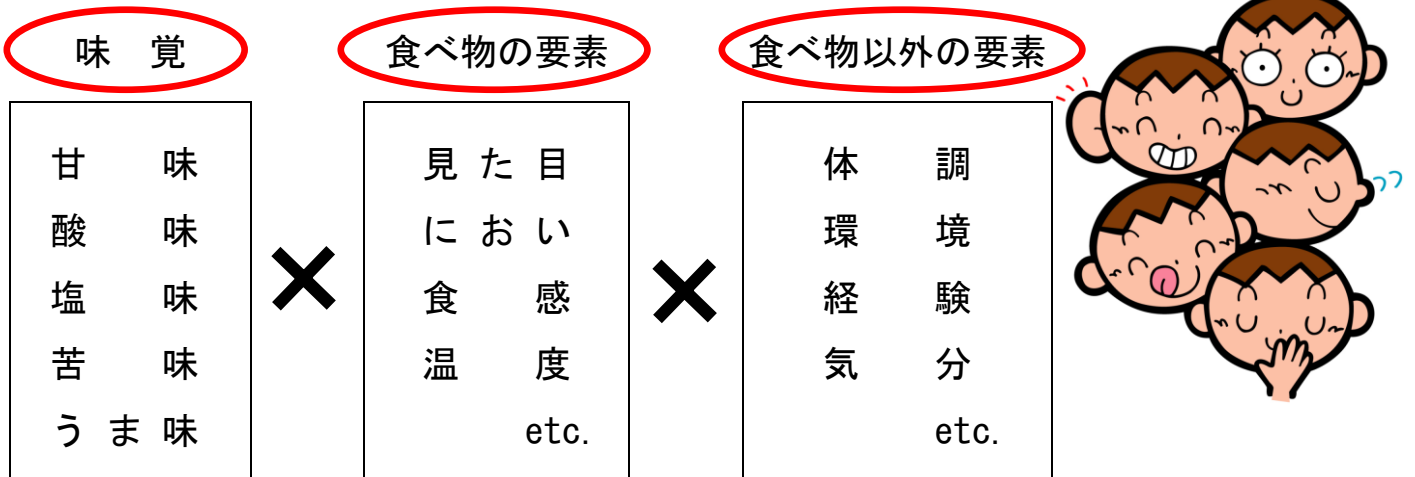 味覚
甘味
酸味
塩味
苦味
うま味
×
食べ物の要素
見た目
におい
食感
温度
etc.
×
食べ物以外の要素
体調
環境
経験
気分
etc.